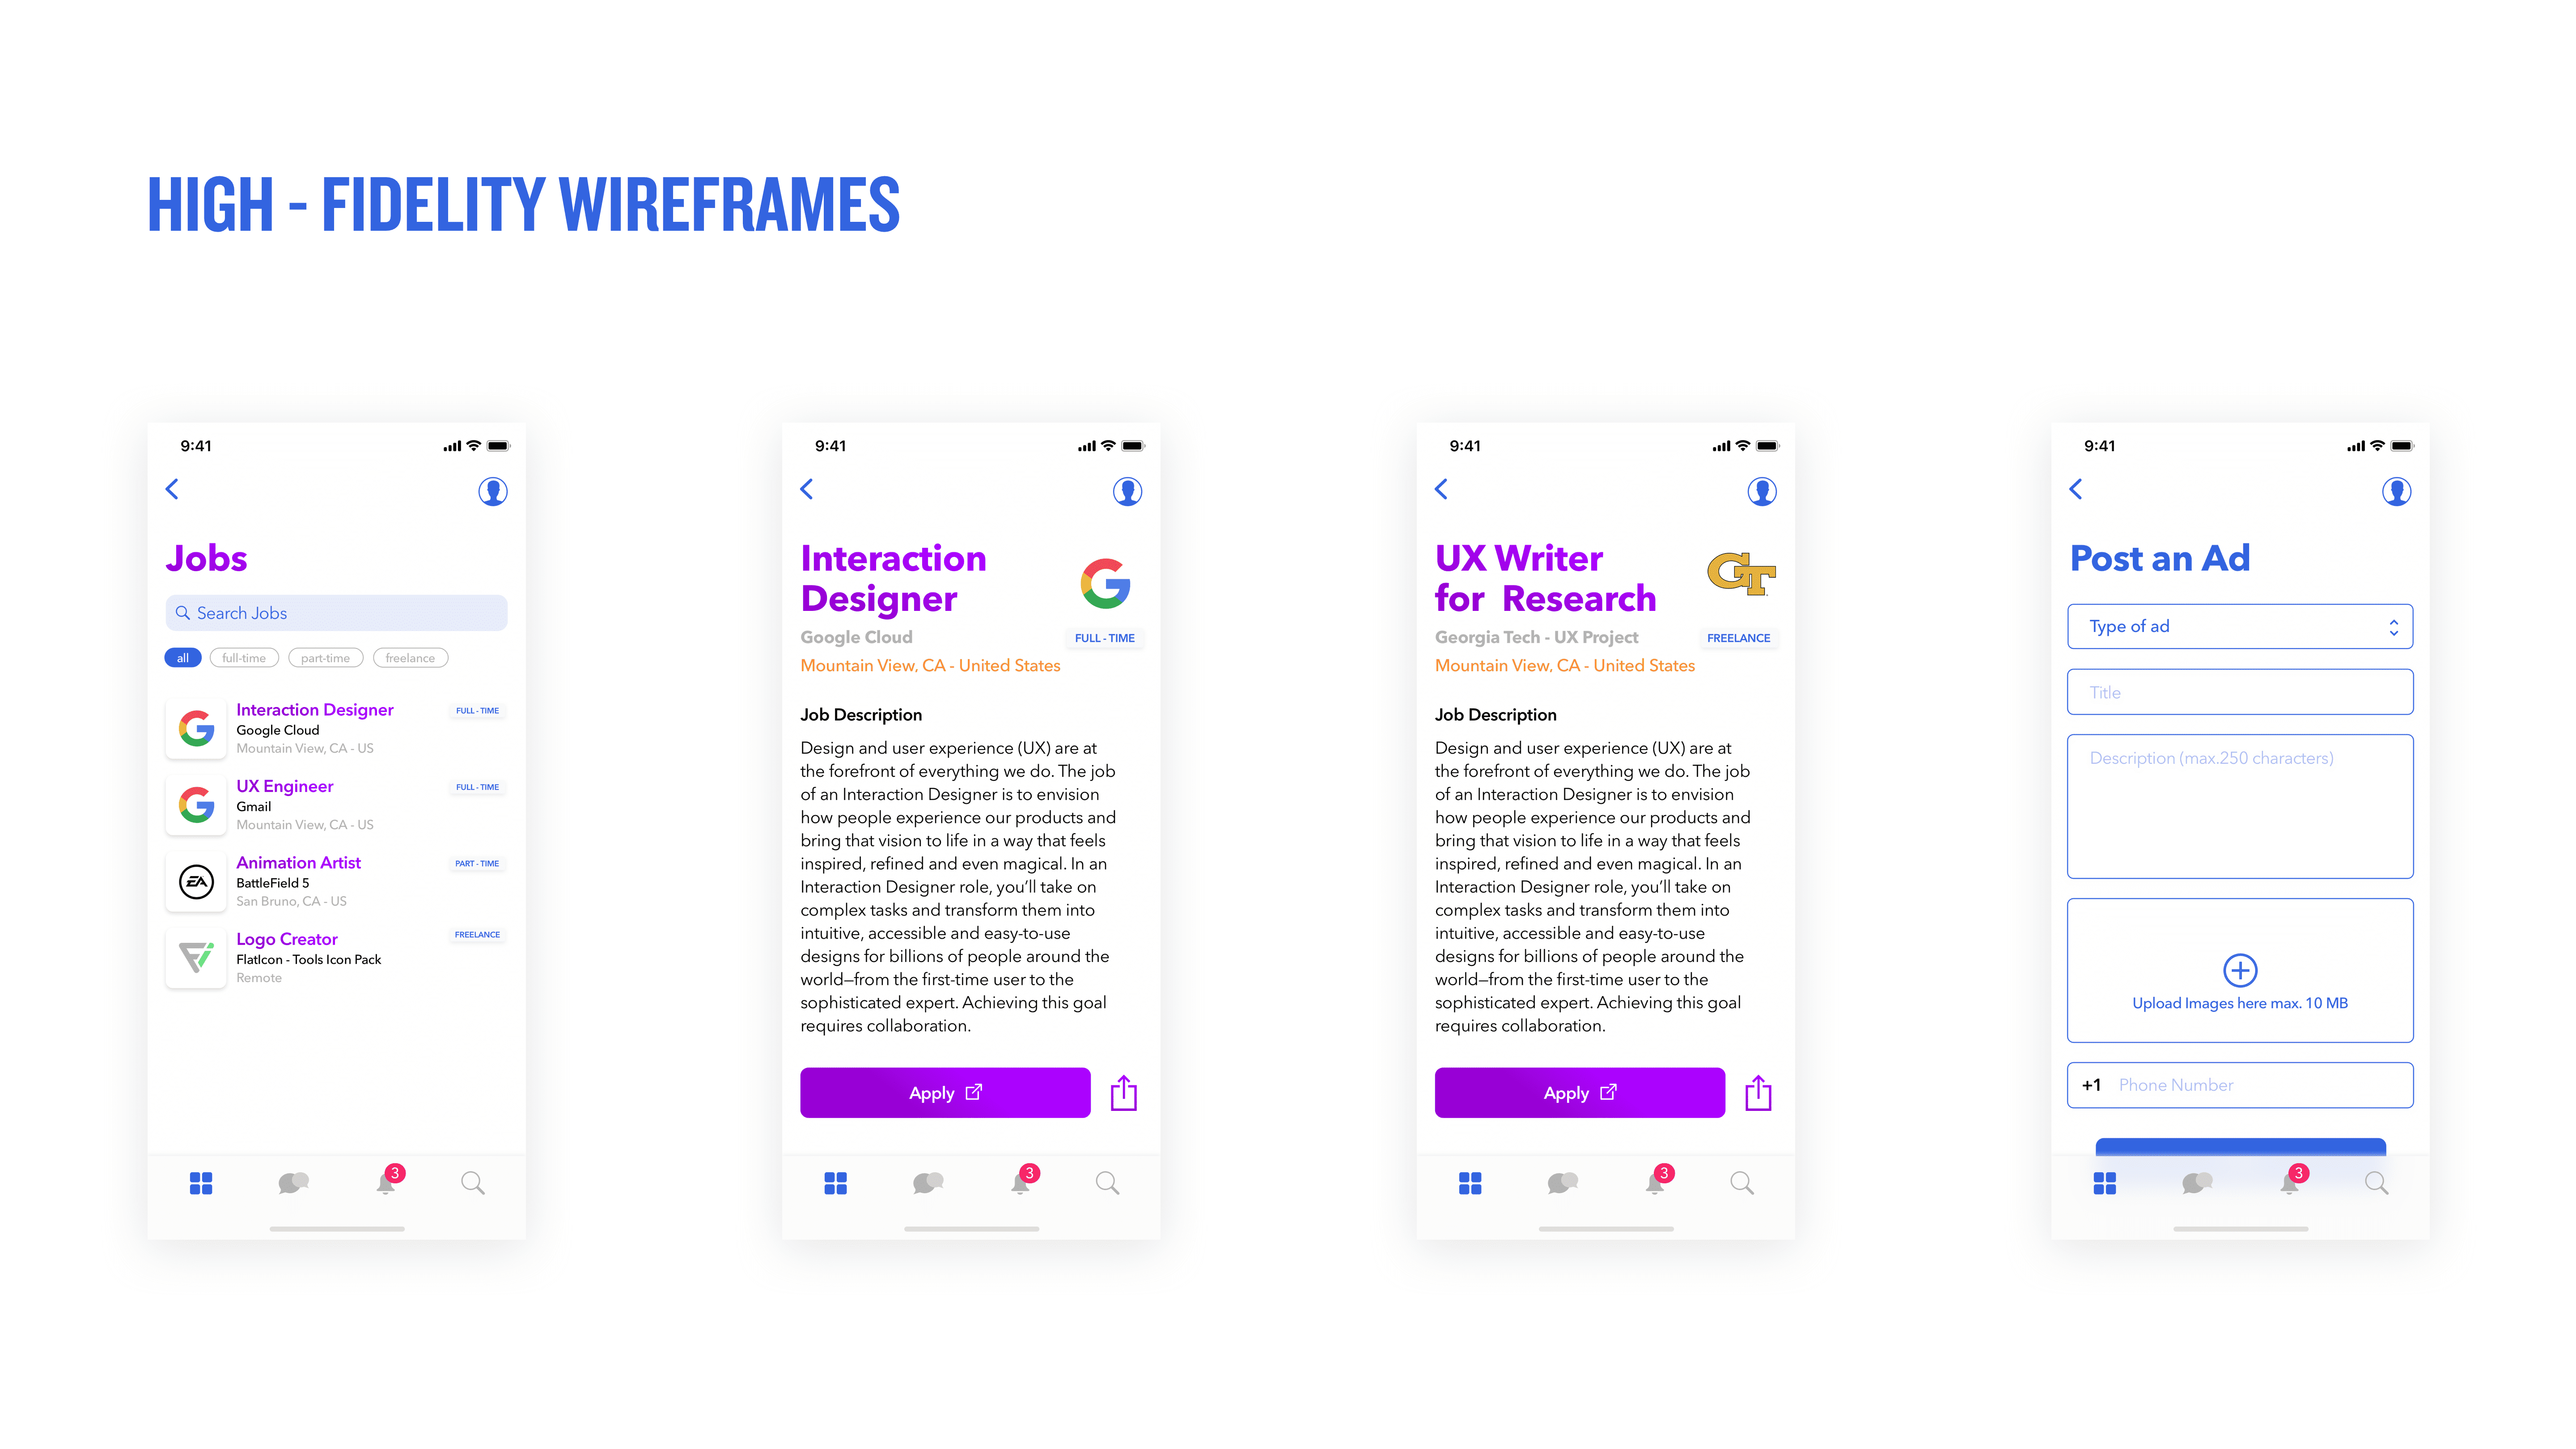 HIGH - FIDELITY WIREFRAMES
9:41
Jobs
Search Jobs
all full-time part-time freelance
Interaction Designer FULL - TIME
Google Cloud
Mountain View, CA - US
UX Engineer FULL - TIME
Gmail
Mountain View, CA - US
EA
Animation Artist PART - TIME
BattleField 5
San Bruno, CA - US
Logo Creator FREELANCE
FlatIcon - Tools Icon Pack
Remote
3
9:41
Interaction
Designer
Google Cloud FULL - TIME
Mountain View, CA - United States
Job Description
Design and user experience (UX) are at
the forefront of everything we do. The job
of an Interaction Designer is to envision
how people experience our products and
bring that vision to life in a way that feels
inspired, refined and even magical. In an
Interaction Designer role, you’ll take on
complex tasks and transform them into
intuitive, accessible and easy-to-use
designs for billions of people around the
world—from the first-time user to the
sophisticated expert. Achieving this goal
requires collaboration.
Apply
3
9:41
UX Writer
for  Research
GT
Georgia Tech - UX Project FREELANCE
Mountain View, CA - United States
Job Description
Design and user experience (UX) are at
the forefront of everything we do. The job
of an Interaction Designer is to envision
how people experience our products and
bring that vision to life in a way that feels
inspired, refined and even magical. In an
Interaction Designer role, you’ll take on
complex tasks and transform them into
intuitive, accessible and easy-to-use
designs for billions of people around the
world—from the first-time user to the
sophisticated expert. Achieving this goal
requires collaboration.
Apply
3
9:41
Post an Ad
Type of ad
Title
Description (max.250 characters)
Upload Images here max. 10 MB
+1 Phone Number
3